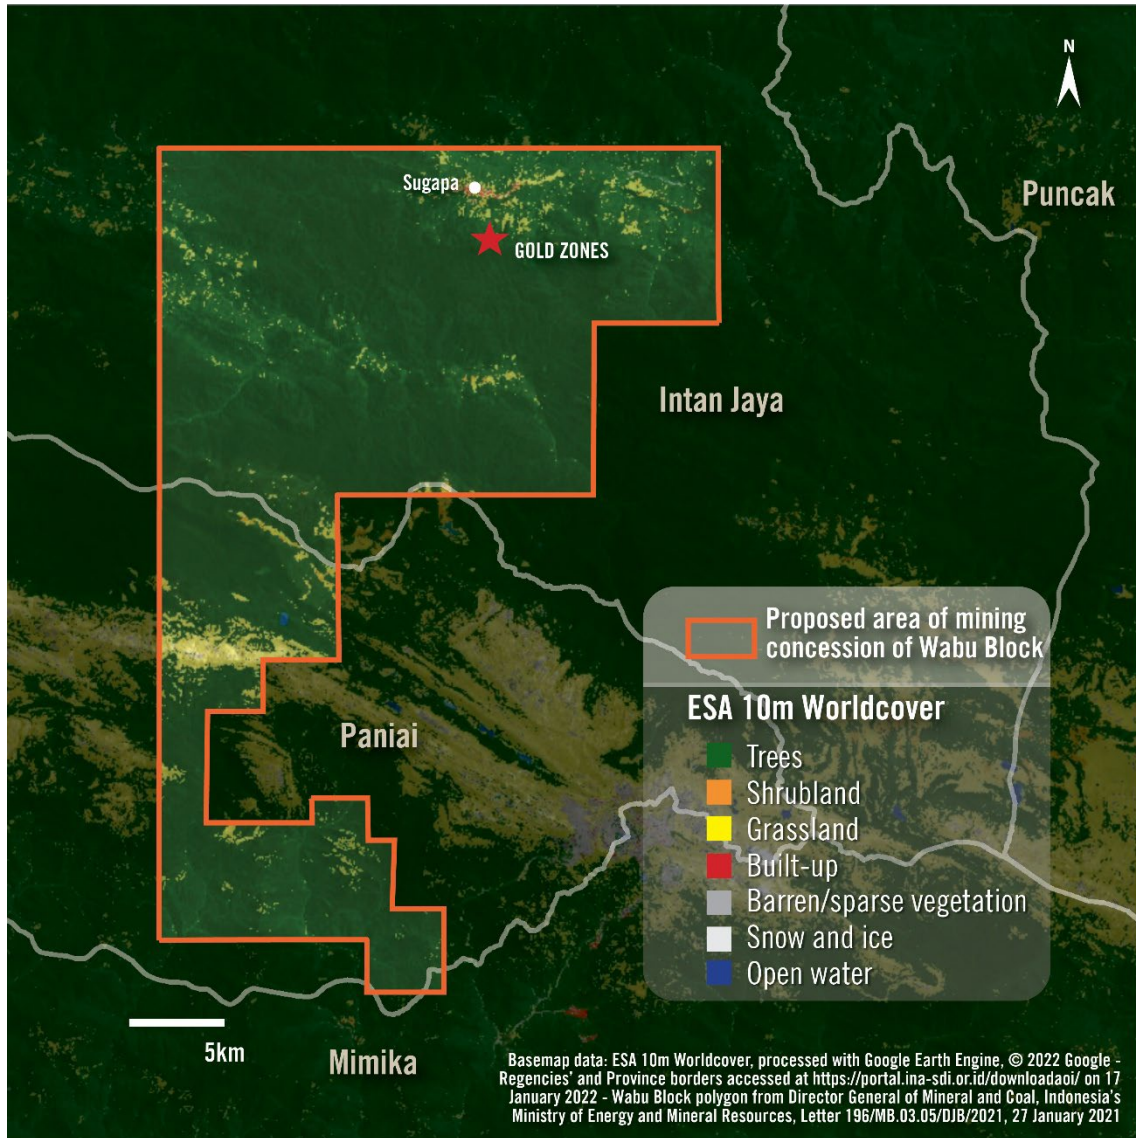 N
Puncak
Sugapa
GOLD ZONES
Intan Jaya
Proposed area of mining
concession of Wabu Block
ESA 10m Worldcover
Paniai
Trees
Shrubland
Grassland
Built-up
Barren/sparse vegetation
Snow and ice
Open water
5km
Mimika
Basemap data: ESA 10m Worldcover, processed with Google Earth Engine, © 2022 Google -
Regencies' and Province borders accessed at https://portal.ina-sdi.or.id/downloadaoi/ on 17
January 2022 - Wabu Block polygon from Director General of Mineral and Coal, Indonesia's
Ministry of Energy and Mineral Resources, Letter 196/MB.03.05/DJB/2021, 27 January 2021